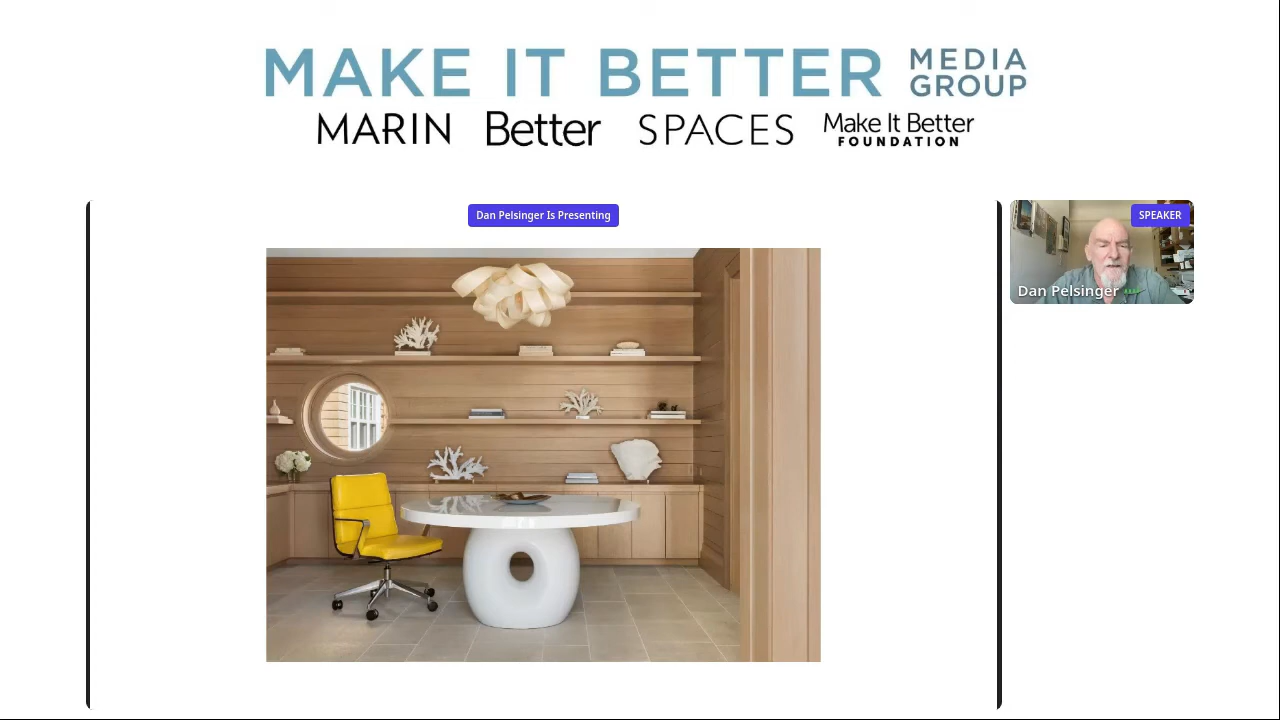 MAKE IT BETTER MEDIA GROUP
MARIN Better SPACES Make It Better FOUNDATION
Dan Pelsinger Is Presenting
SPEAKER
Dan Pelsinger